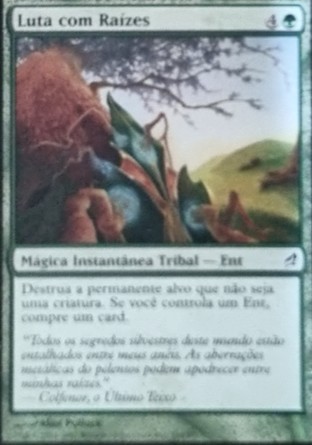 Luta com Raízes 4
Mágica Instantânea Tribal — Ent
Destrua a permanente alvo que não seja
uma criatura. Se você controla um Ent,
compre um card.
"Todos os segredos silvestres deste mundo estão
entalhados entre meus anéis. As aberrações
metálicas do polenios podem apodrecer entre
minhas raízes."
— Colfenor, o Último Teixo